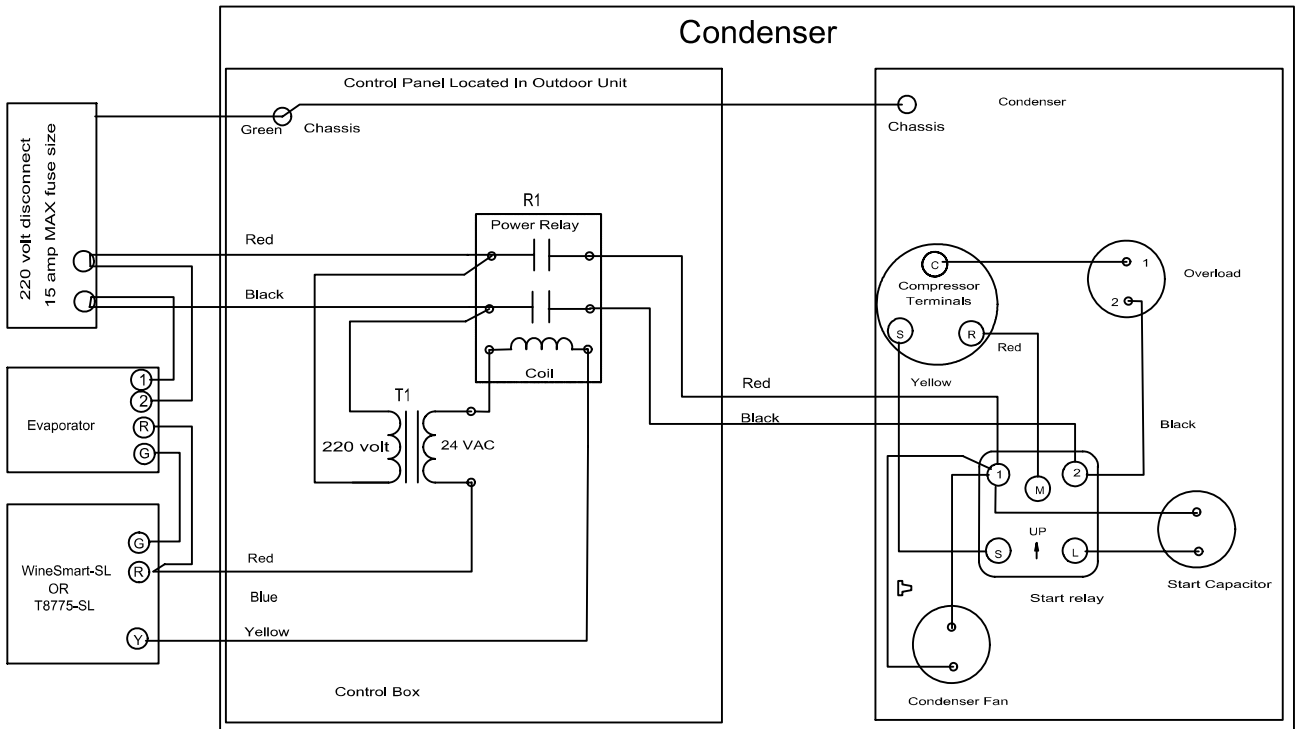 Condenser
Control Panel Located In Outdoor Unit
Green
Chassis
Chassis
Condenser
220 volt disconnect
15 amp MAX fuse size
R1
Power Relay
Red
Black
Coil
T1
220 volt
24 VAC
Evaporator
1
2
R
G
WineSmart-SL
OR
T8775-SL
G
R
Y
Red
Blue
Yellow
Control Box
Red
Black
C
Compressor
Terminals
S
R
Red
Yellow
1
2
Overload
Black
1
2
M
UP
S
L
Start relay
Start Capacitor
Condenser Fan